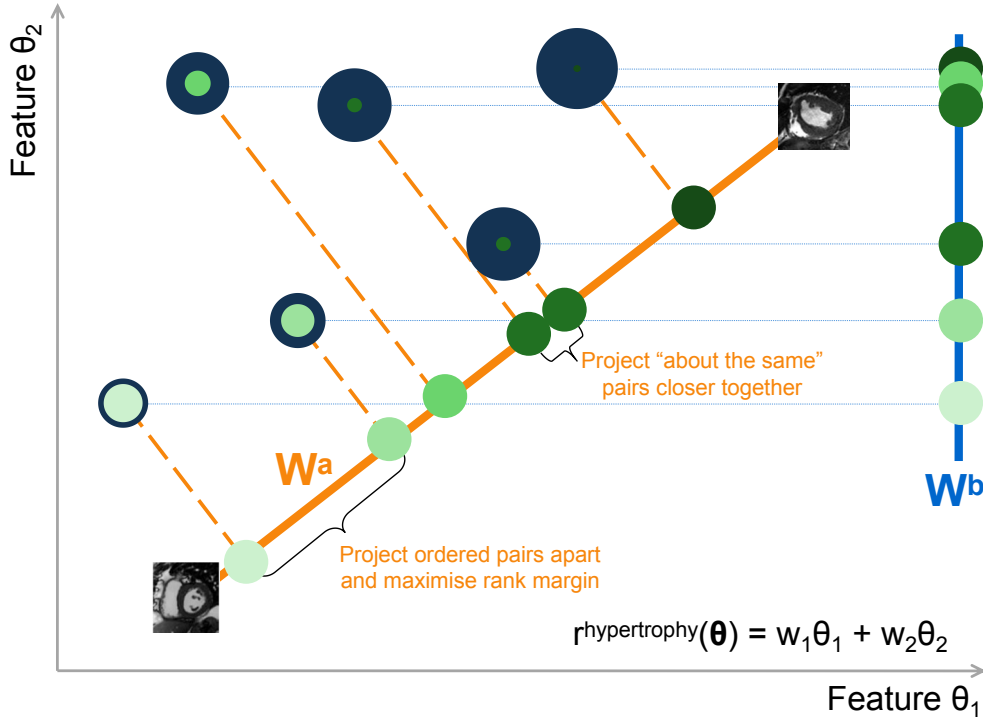 Feature θ₂
Project “about the same”
pairs closer together
Wᵃ
Wᵇ
Project ordered pairs apart
and maximise rank margin
rʰʸᵖᵉʳᵗʳᵒᵖʰʸ(θ) = w₁θ₁ + w₂θ₂
Feature θ₁